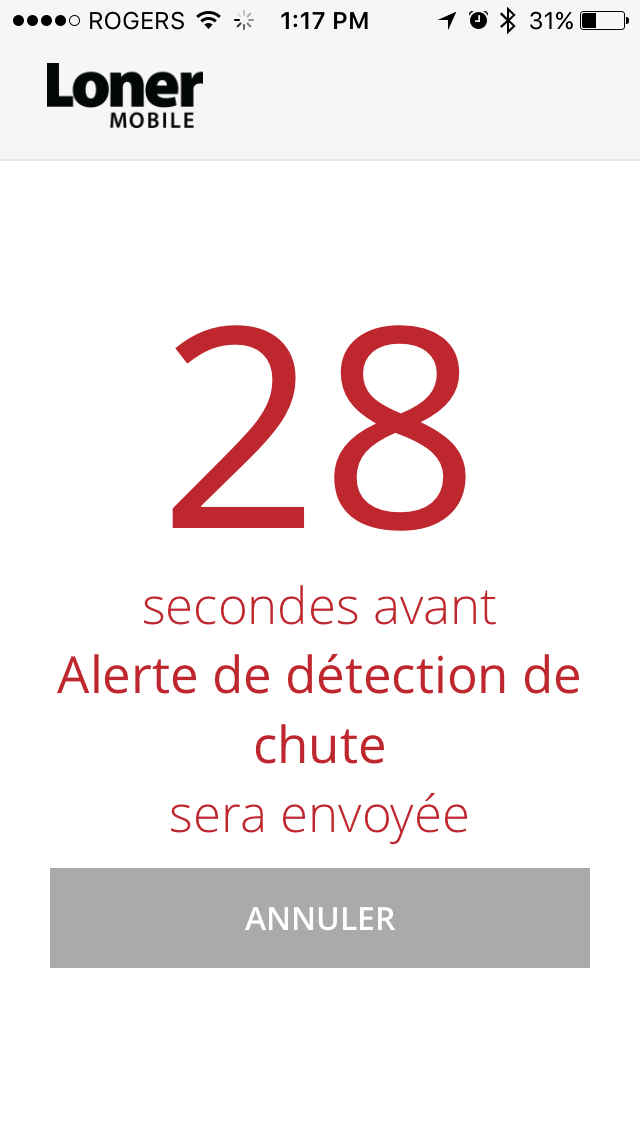 ROGERS 1:17 PM 31%
Loner
MOBILE
28
secondes avant
Alerte de détection de
chute
sera envoyée
ANNULER